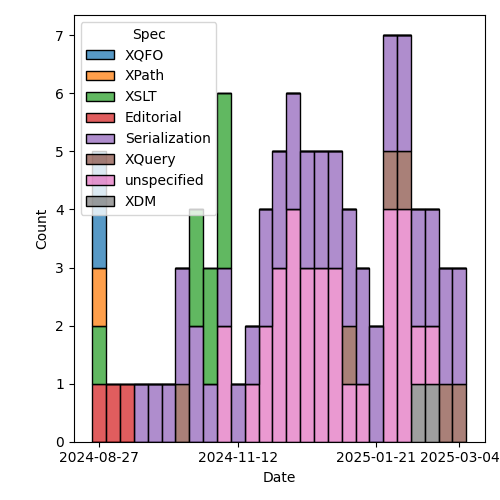 Spec
XQFO
XPath
XSLT
Editorial
Serialization
XQuery
unspecified
XDM
7
6
5
4
3
2
1
0
Count
2024-08-27 2024-11-12 2025-01-21 2025-03-04
Date